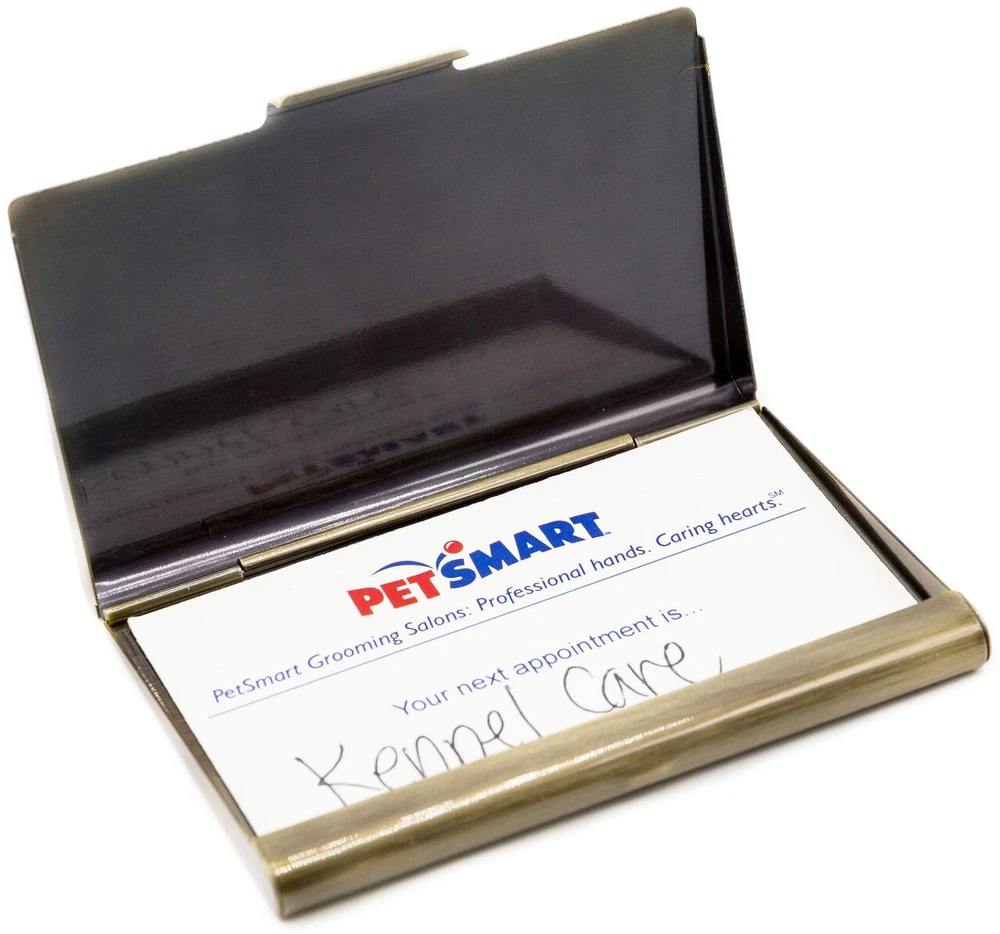 PETSMART
PetSmart Grooming Salons: Professional hands. Caring hearts.℠
Your next appointment is...
Kennel Care